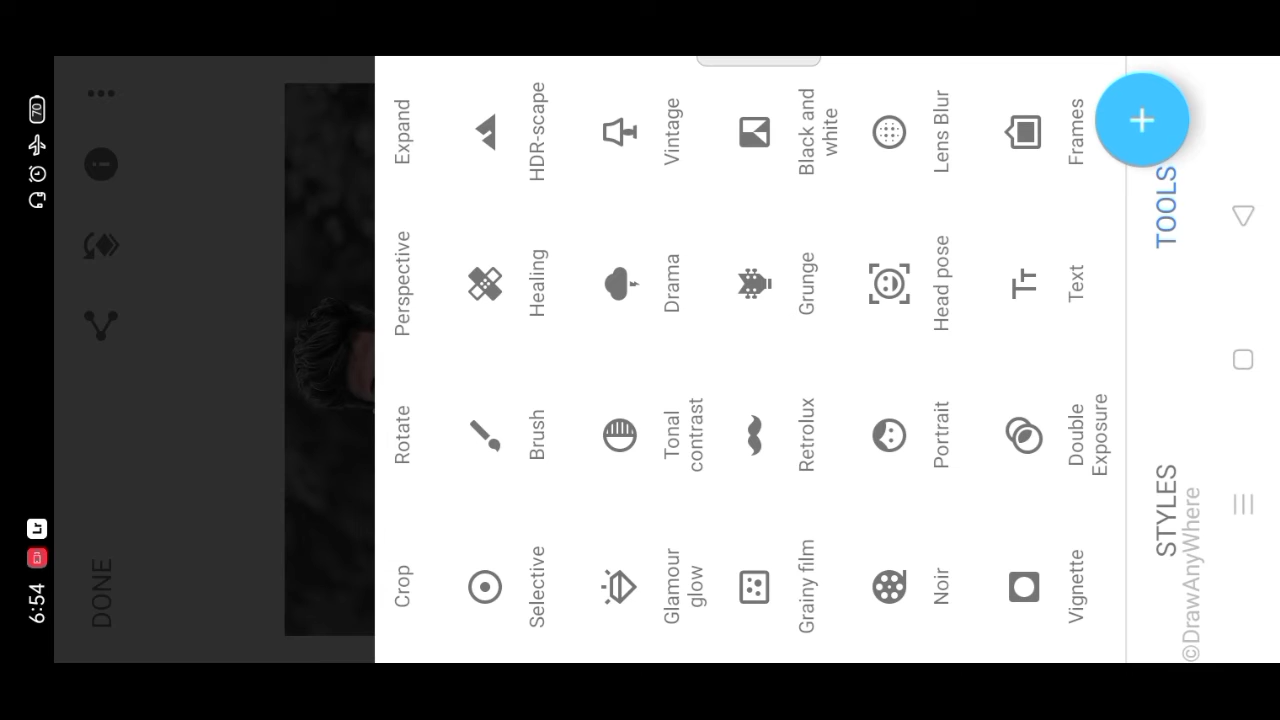 6:54
Lr
70
DONE
Crop
Rotate
Perspective
Expand
Selective
Brush
Healing
HDR-scape
Glamour
glow
Tonal
contrast
Drama
Vintage
Grainy film
Retrolux
Grunge
Black and
white
Noir
Portrait
Head pose
Lens Blur
Vignette
Double
Exposure
Text
Frames
STYLES
TOOLS
©DrawAnyWhere